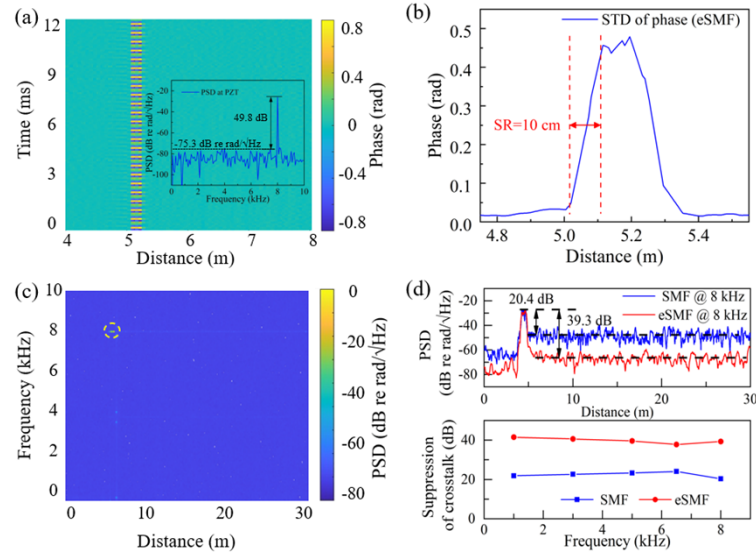 (a)
12
9
6
3
0
Time (ms)
4
5
6
7
8
Distance (m)
0.8
0.4
0
-0.4
-0.8
Phase (rad)
-20
-40
-60
-80
-100
PSD (dB re rad/√Hz)
PSD at PZT
49.8 dB
-75.3 dB re rad/√Hz
0 2 4 6 8 10
Frequency (kHz)
(b)
0.5
0.4
0.3
0.2
0.1
0.0
Phase (rad)
STD of phase (eSMF)
SR=10 cm
4.8 5.0 5.2 5.4
Distance (m)
(c)
10
8
6
4
2
0
Frequency (kHz)
0 10 20 30
Distance (m)
0
-20
-40
-60
-80
PSD (dB re rad/√Hz)
(d)
-20
-40
-60
-80
PSD
(dB re rad/√Hz)
20.4 dB
39.3 dB
SMF @ 8 kHz
eSMF @ 8 kHz
0 5 10 15 20 25 30
Distance (m)
40
20
0
Suppression
of crosstalk (dB)
SMF
eSMF
0 2 4 6 8
Frequency (kHz)